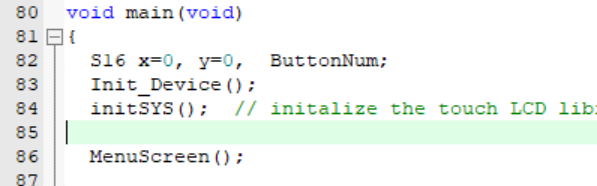 80 void main(void)
81 {
82 S16 x=0, y=0, ButtonNum;
83 Init_Device();
84 initSYS(); // initalize the touch LCD lib
85
86 MenuScreen();
87